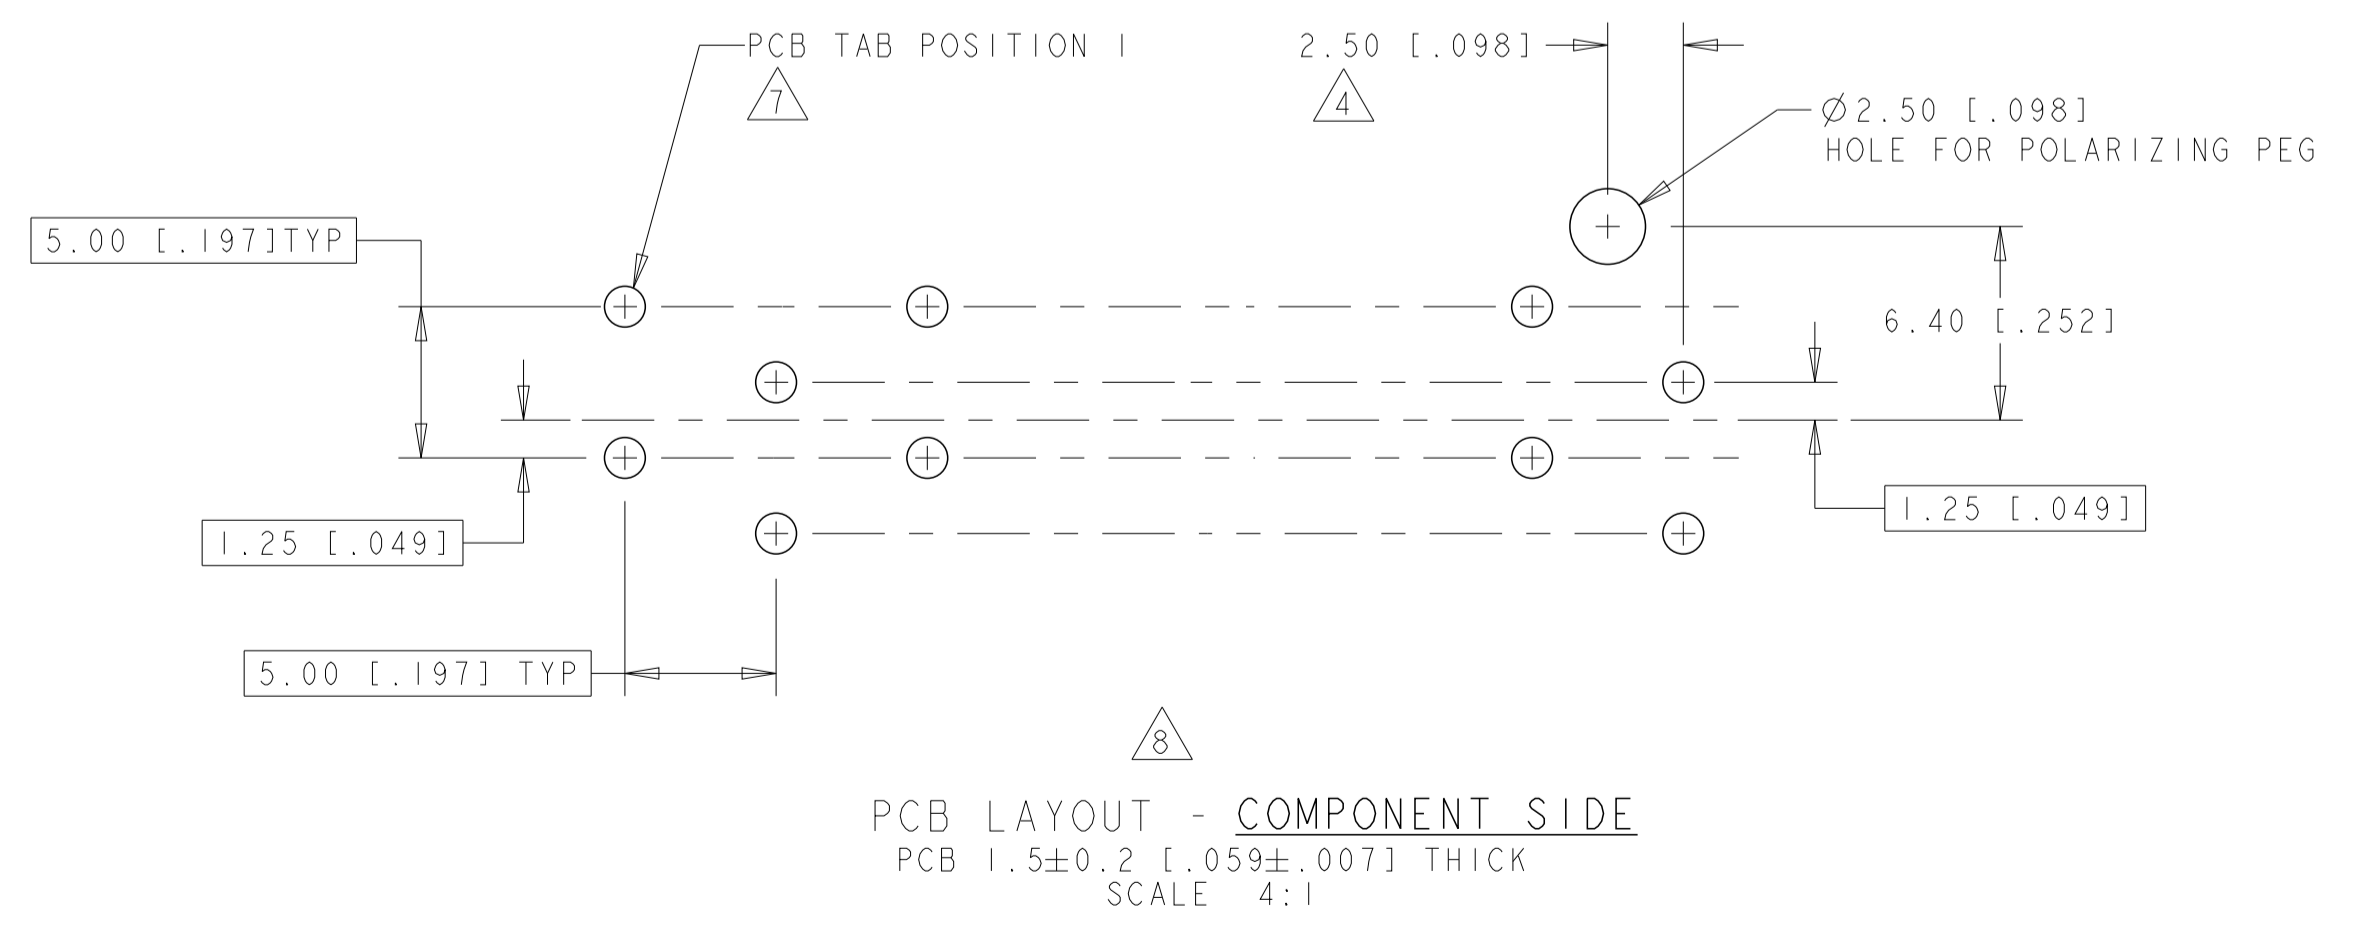 PCB TAB POSITION 1
7
2.50 [.098]
4
Ø2.50 [.098]
HOLE FOR POLARIZING PEG
5.00 [.197]TYP
6.40 [.252]
1.25 [.049]
1.25 [.049]
5.00 [.197] TYP
8
PCB LAYOUT - COMPONENT SIDE
PCB 1.5±0.2 [.059±.007] THICK
SCALE 4:1